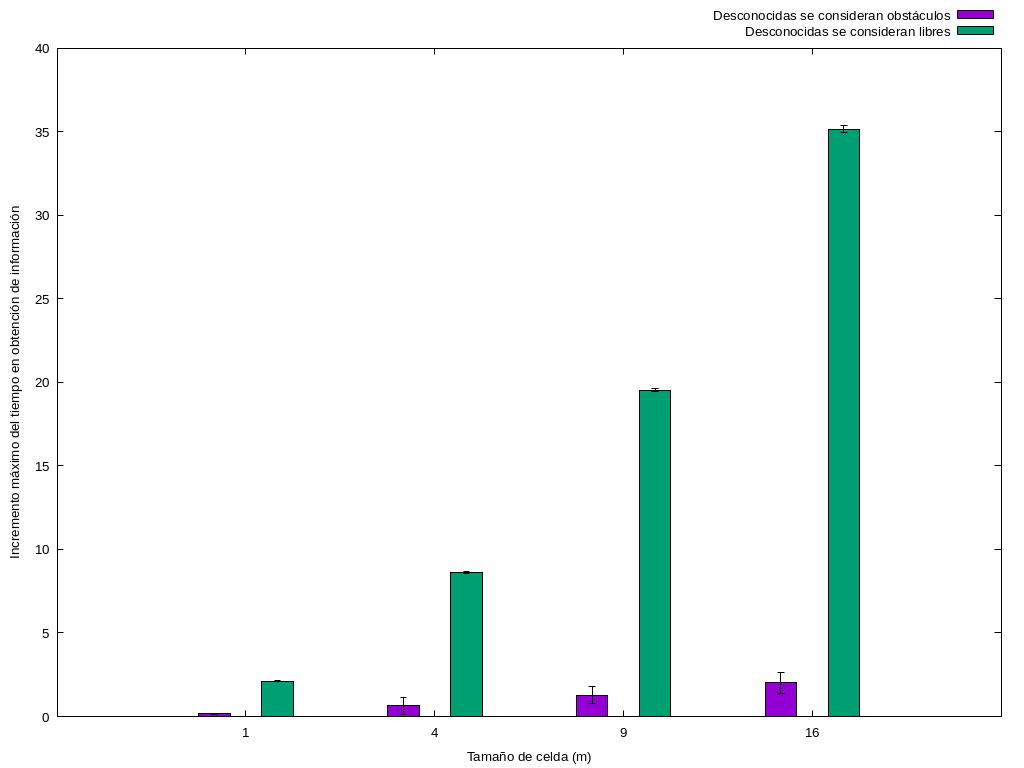 Desconocidas se consideran obstáculos
Desconocidas se consideran libres
40
35
30
25
20
15
10
5
0
Incremento máximo del tiempo en obtención de información
1 4 9 16
Tamaño de celda (m)